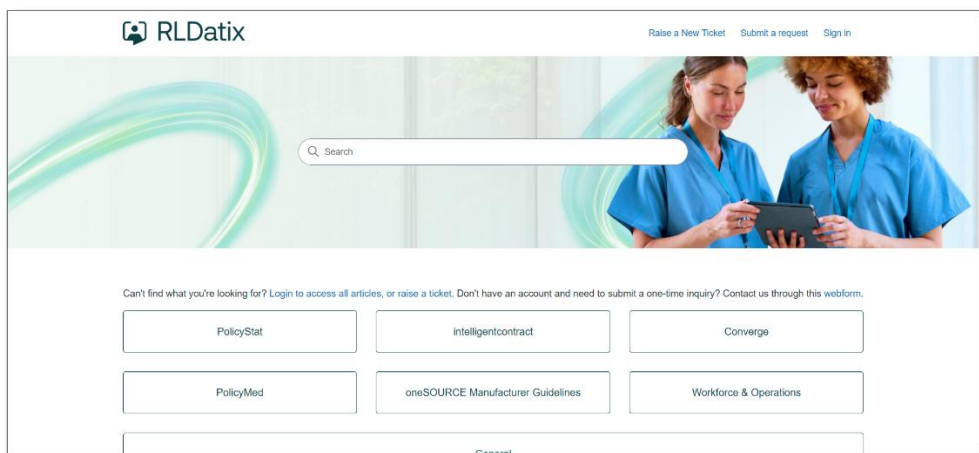 RLDatix
Raise a New Ticket Submit a request Sign in
Search
Can't find what you're looking for? Login to access all articles, or raise a ticket. Don't have an account and need to submit a one-time inquiry? Contact us through this webform.
PolicyStat intelligentcontract Converge
PolicyMed oneSOURCE Manufacturer Guidelines Workforce & Operations
General